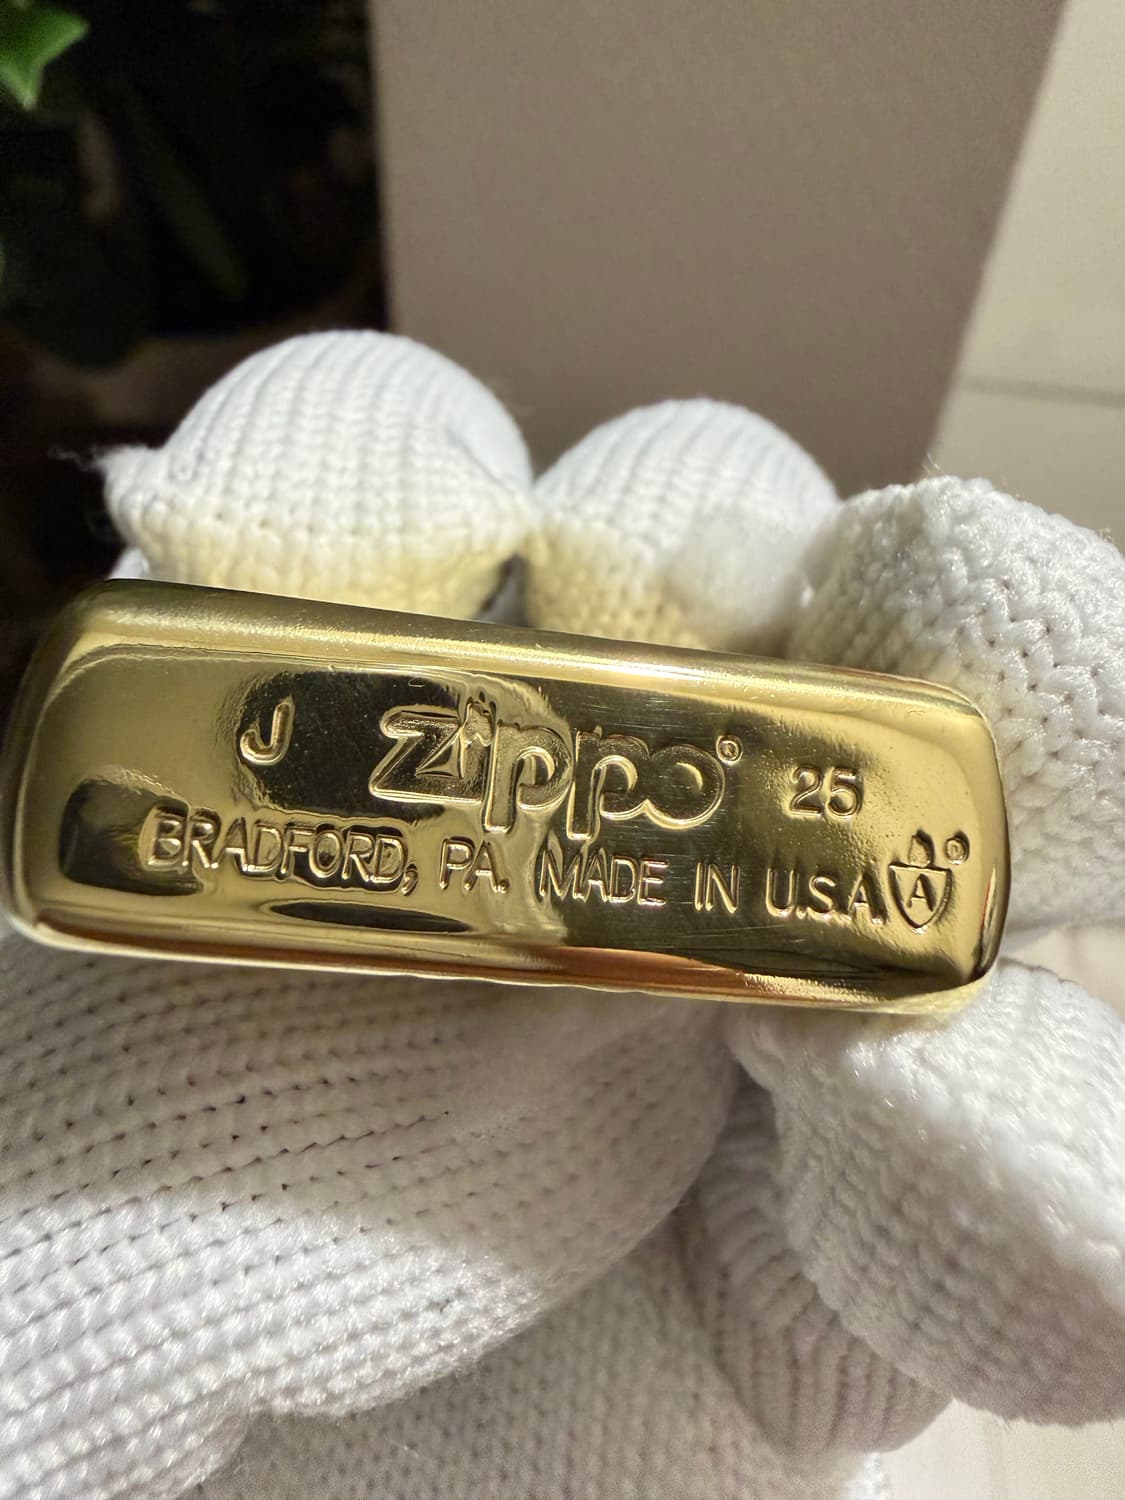 J Zippo® 25
BRADFORD, PA. MADE IN U.S.A. A®